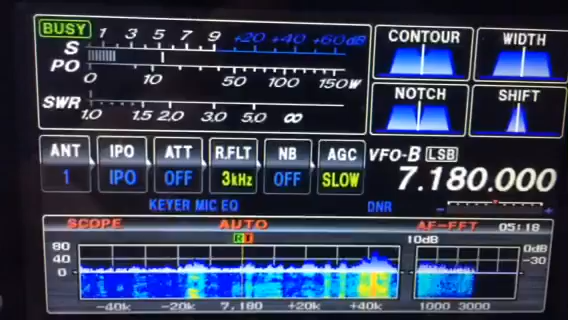 BUSY
S 1 3 5 7 9 +20 +40 +60dB
PO
0 10 50 100 150W
SWR
1.0 1.5 2.0 3.0 5.0 ∞
CONTOUR WIDTH
NOTCH SHIFT
ANT IPO ATT R.FLT NB AGC VFO-B LSB
1 IPO OFF 3kHz OFF SLOW 7.180.000
KEYER MIC EQ DNR - +
SCOPE AUTO AF-FFT 05:18
80 10dB 0dB
40 -30
0
-40k -20k 7,180 +20k +40k 1000 3000